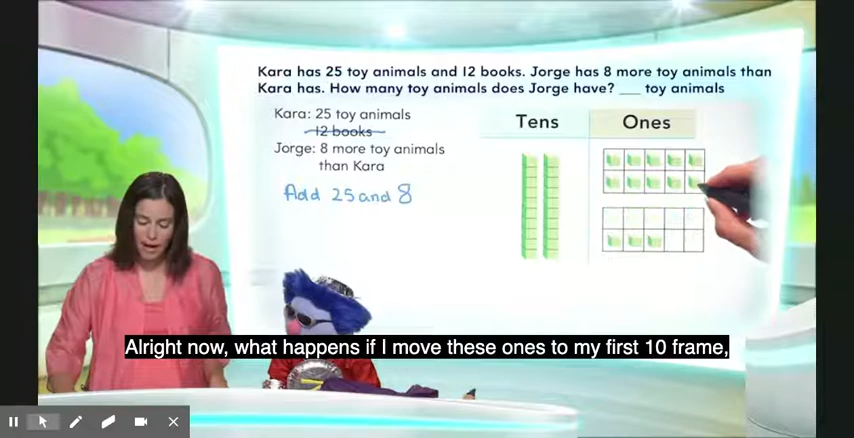 Kara has 25 toy animals and 12 books. Jorge has 8 more toy animals than
Kara has. How many toy animals does Jorge have? ___ toy animals
Kara: 25 toy animals
12 books
Jorge: 8 more toy animals
than Kara
Add 25 and 8
Tens
Ones
Alright now, what happens if I move these ones to my first 10 frame,